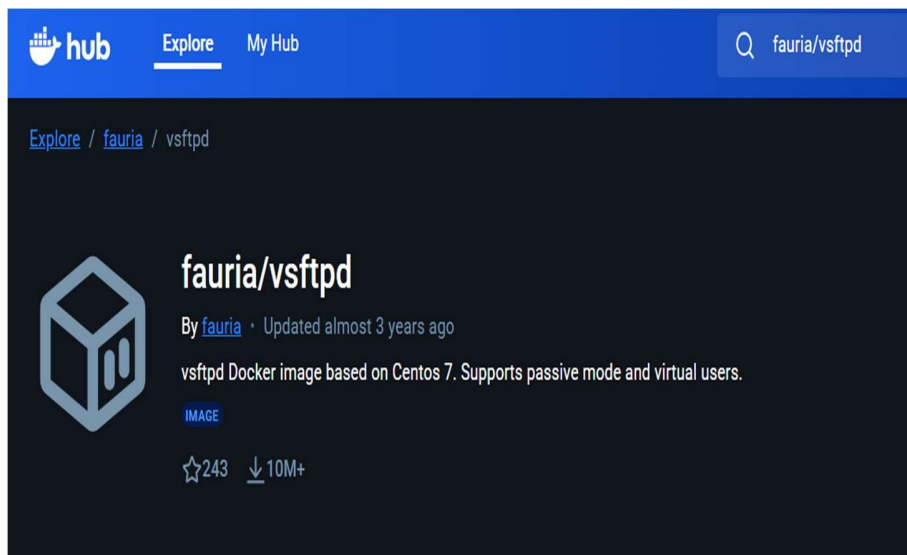 hub Explore My Hub fauria/vsftpd
Explore / fauria / vsftpd
fauria/vsftpd
By fauria • Updated almost 3 years ago
vsftpd Docker image based on Centos 7. Supports passive mode and virtual users.
IMAGE
243 10M+